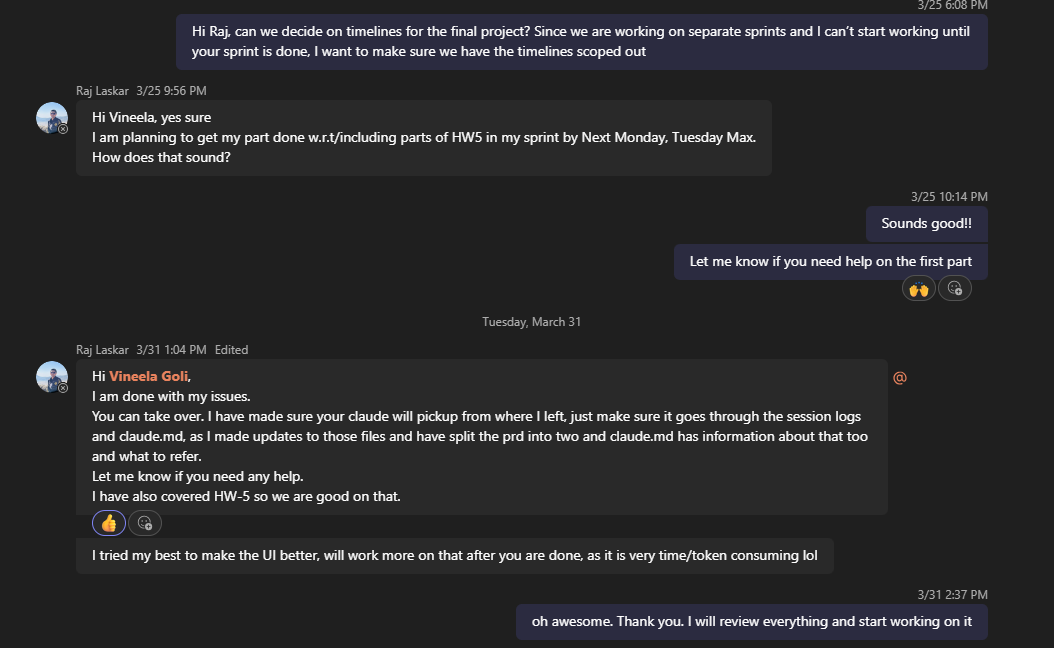 3/25 6:08 PM
Hi Raj, can we decide on timelines for the final project? Since we are working on separate sprints and I can't start working until
your sprint is done, I want to make sure we have the timelines scoped out
Raj Laskar 3/25 9:56 PM
Hi Vineela, yes sure
I am planning to get my part done w.r.t/including parts of HW5 in my sprint by Next Monday, Tuesday Max.
How does that sound?
3/25 10:14 PM
Sounds good!!
Let me know if you need help on the first part
Tuesday, March 31
Raj Laskar 3/31 1:04 PM Edited
Hi Vineela Goli,
@
I am done with my issues.
You can take over. I have made sure your claude will pickup from where I left, just make sure it goes through the session logs
and claude.md, as I made updates to those files and have split the prd into two and claude.md has information about that too
and what to refer.
Let me know if you need any help.
I have also covered HW-5 so we are good on that.
I tried my best to make the UI better, will work more on that after you are done, as it is very time/token consuming lol
3/31 2:37 PM
oh awesome. Thank you. I will review everything and start working on it